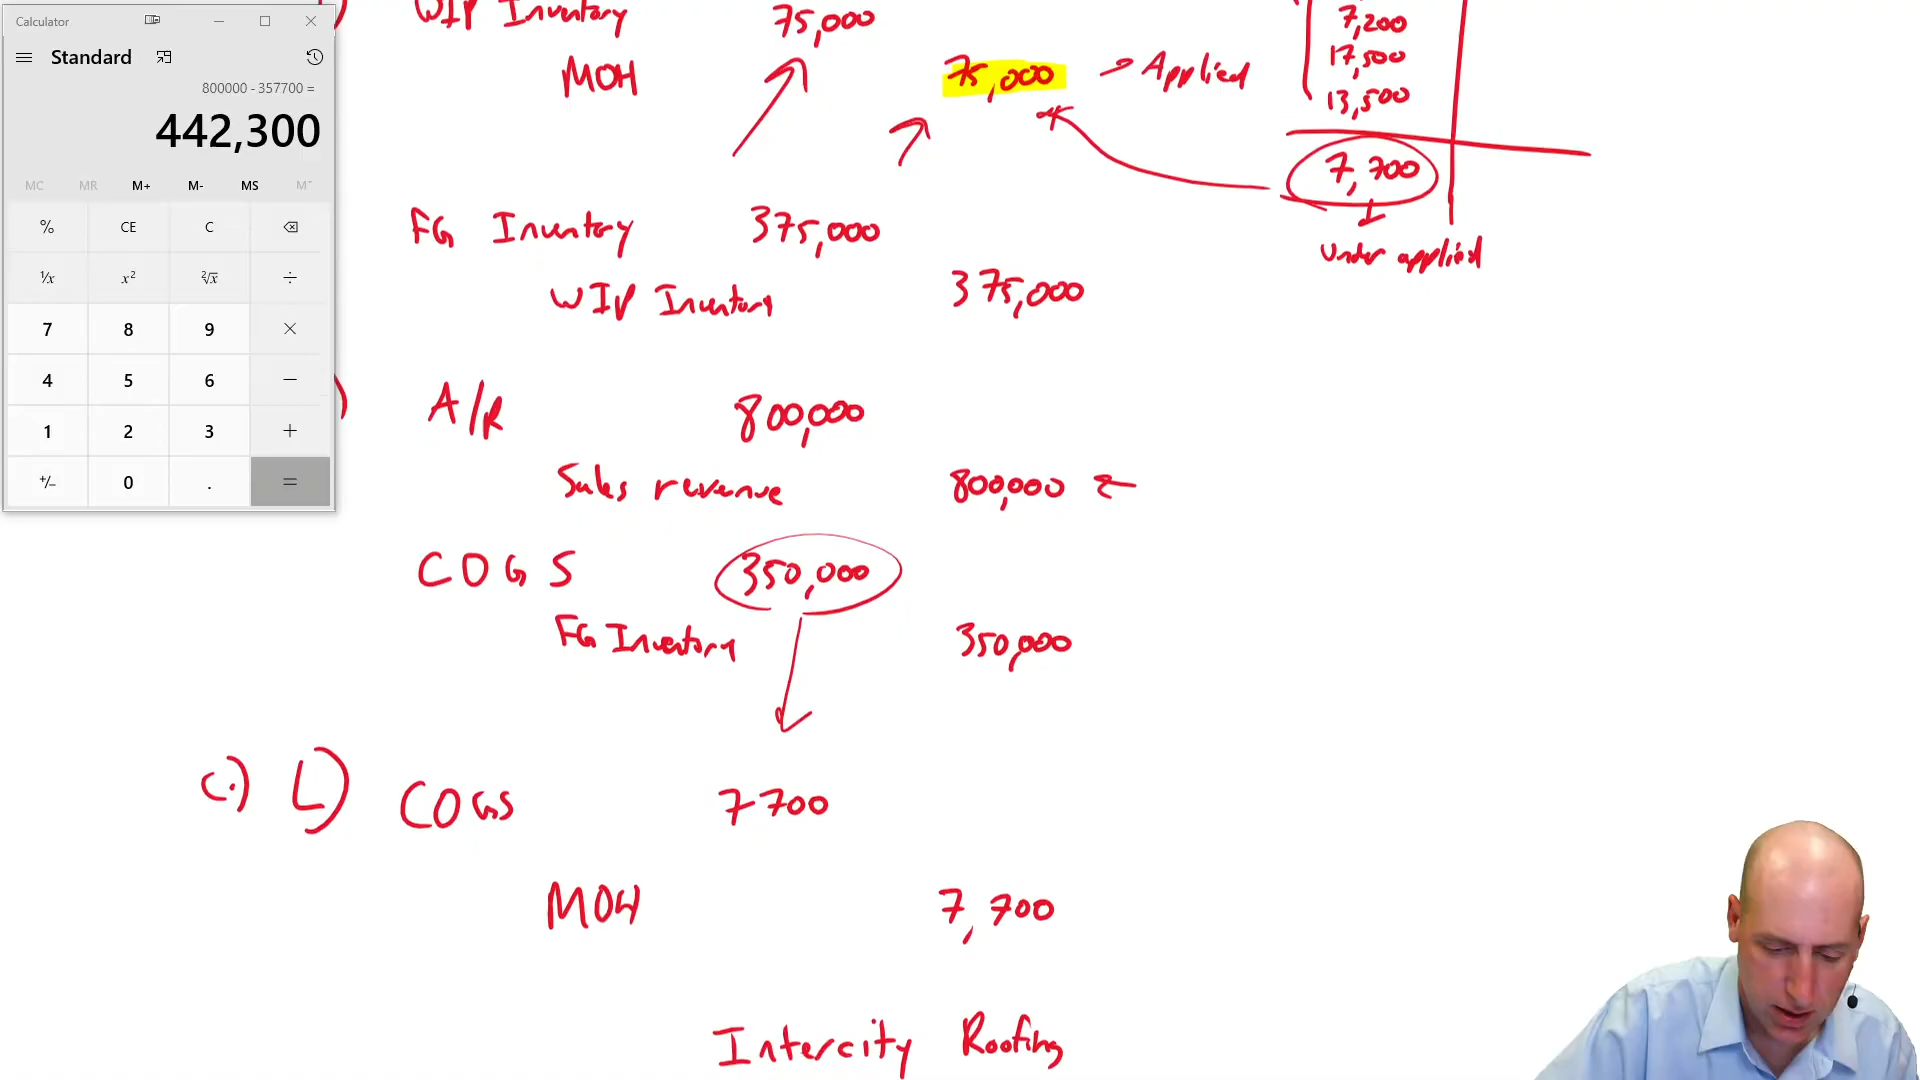 Calculator
Standard
800000 - 357700 =
442,300
MC MR M+ M- MS M˅
% CE C
¹/x x² ²√x ÷
7 8 9 ×
4 5 6 −
1 2 3 +
+/− 0 . =
WIP Inventory 75,000
MOH 75,000 → Applied
7,200
17,500
13,500
7,700
Under applied
FG Inventory 375,000
WIP Inventory 375,000
A/R 800,000
Sales revenue 800,000 ←
COGS 350,000
FG Inventory 350,000
c.) L) COGS 7700
MOH 7,700
Intercity Roofing